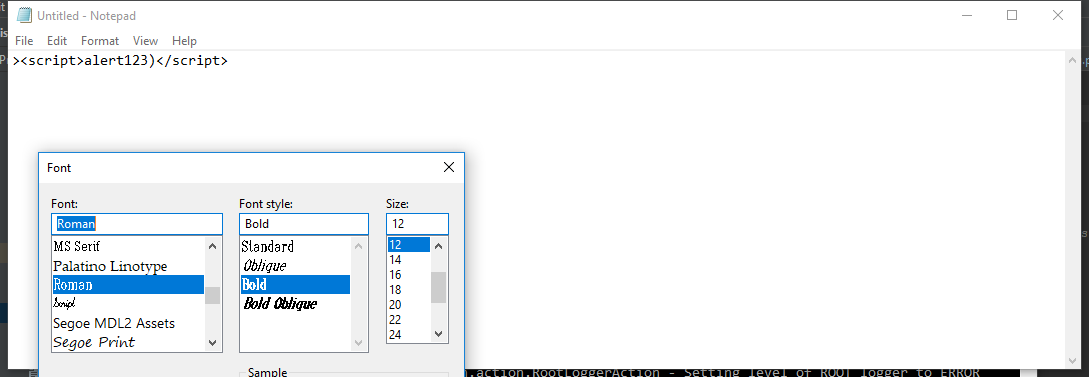 Untitled - Notepad
File Edit Format View Help
><script>alert123)</script>
Font
Font: Font style: Size:
Roman Bold 12
MS Serif Standard 12
Palatino Linotype Oblique 14
Roman Bold 16
Script Bold Oblique 18
Segoe MDL2 Assets 20
Segoe Print 22
24
Sample
.action.RootLoggerAction - Setting level of ROOT logger to ERROR